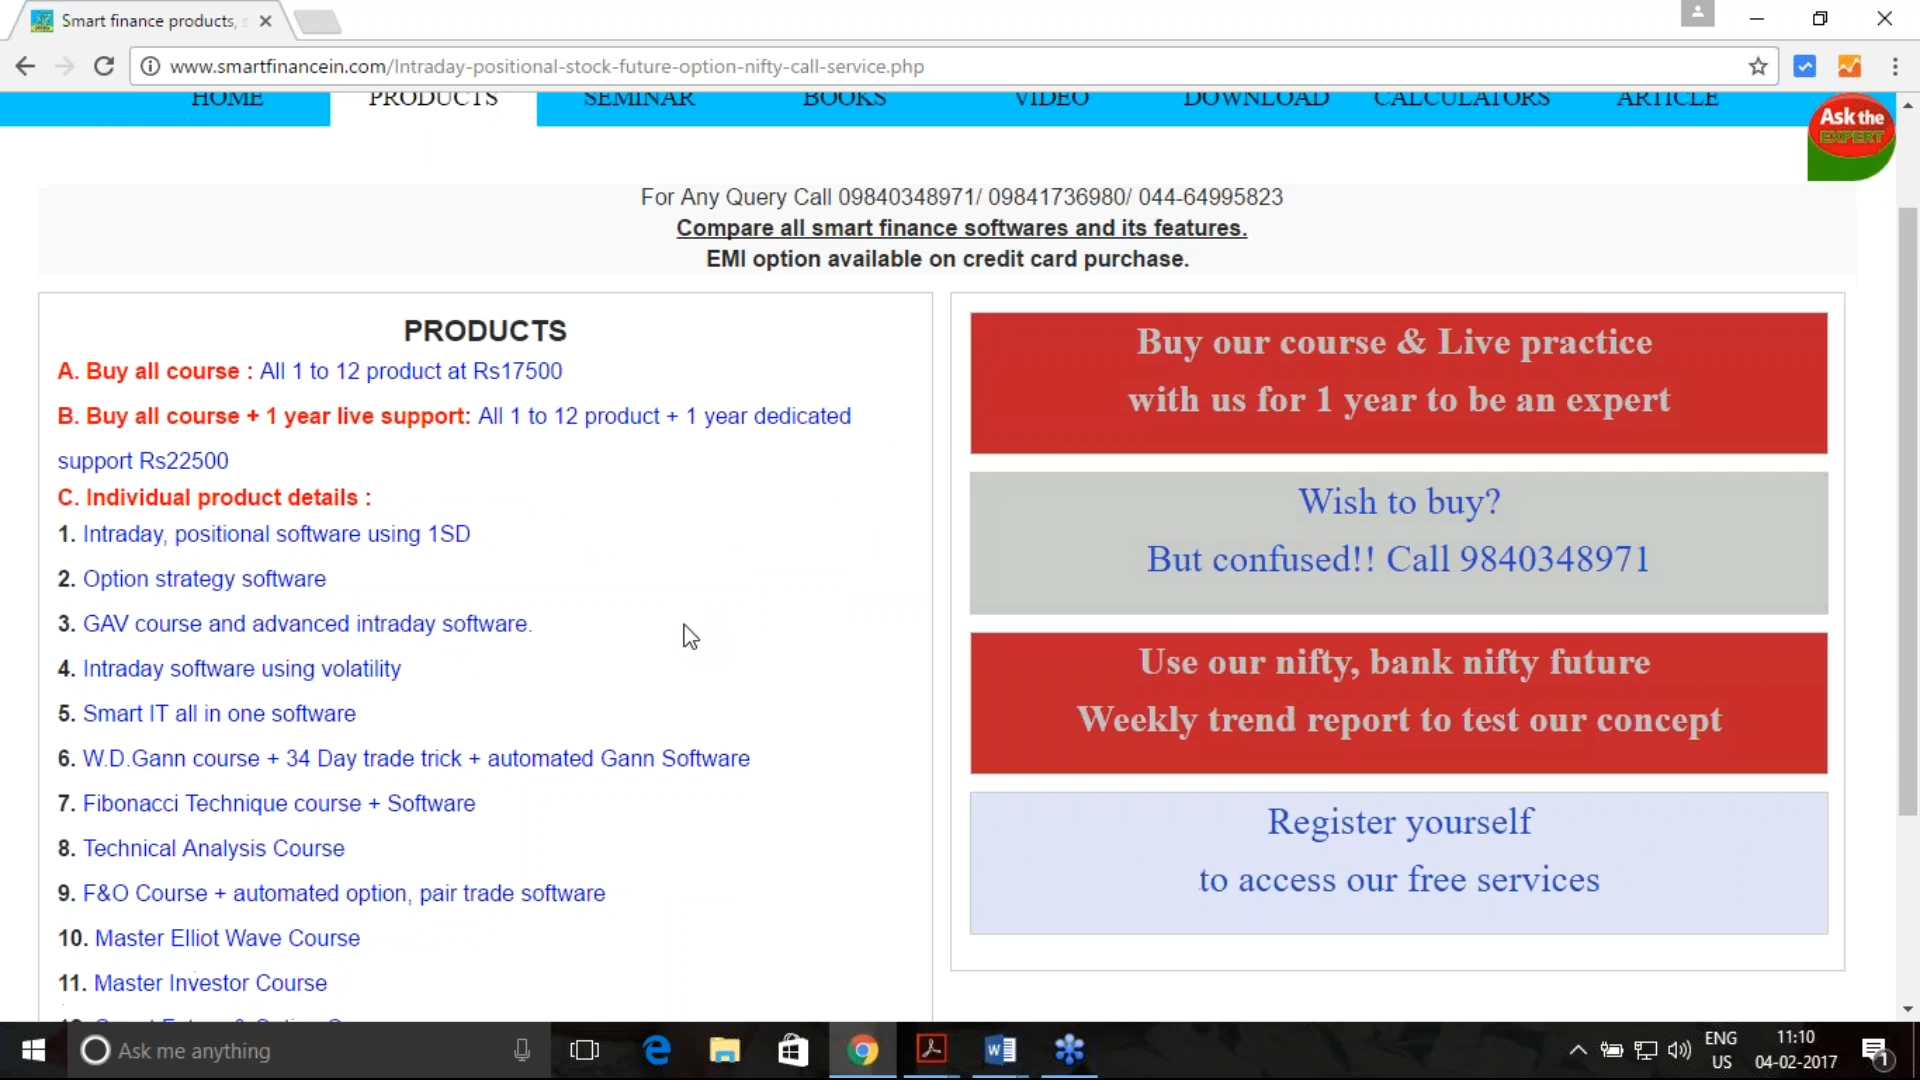 Smart finance products,
www.smartfinancein.com/Intraday-positional-stock-future-option-nifty-call-service.php
HOME PRODUCTS SEMINAR BOOKS VIDEO DOWNLOAD CALCULATORS ARTICLE
Ask the
EXPERT
For Any Query Call 09840348971/ 09841736980/ 044-64995823
Compare all smart finance softwares and its features.
EMI option available on credit card purchase.
PRODUCTS
A. Buy all course : All 1 to 12 product at Rs17500
B. Buy all course + 1 year live support: All 1 to 12 product + 1 year dedicated
support Rs22500
C. Individual product details :
1. Intraday, positional software using 1SD
2. Option strategy software
3. GAV course and advanced intraday software.
4. Intraday software using volatility
5. Smart IT all in one software
6. W.D.Gann course + 34 Day trade trick + automated Gann Software
7. Fibonacci Technique course + Software
8. Technical Analysis Course
9. F&O Course + automated option, pair trade software
10. Master Elliot Wave Course
11. Master Investor Course
Buy our course & Live practice
with us for 1 year to be an expert
Wish to buy?
But confused!! Call 9840348971
Use our nifty, bank nifty future
Weekly trend report to test our concept
Register yourself
to access our free services
Ask me anything
ENG
US
11:10
04-02-2017
1